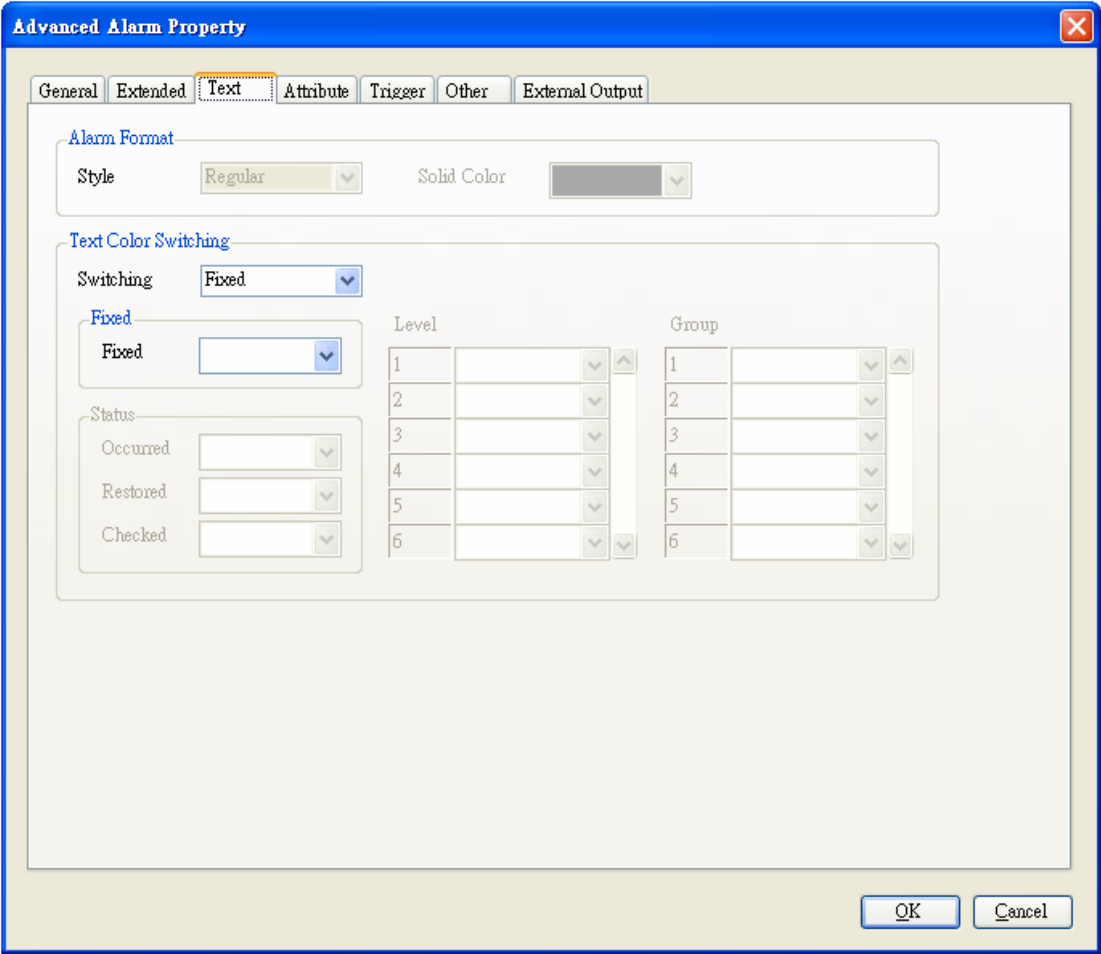 Advanced Alarm Property
General Extended Text Attribute Trigger Other External Output
Alarm Format
Style Regular Solid Color
Text Color Switching
Switching Fixed
Fixed
Fixed
Status
Occurred
Restored
Checked
Level
1
2
3
4
5
6
Group
1
2
3
4
5
6
OK Cancel